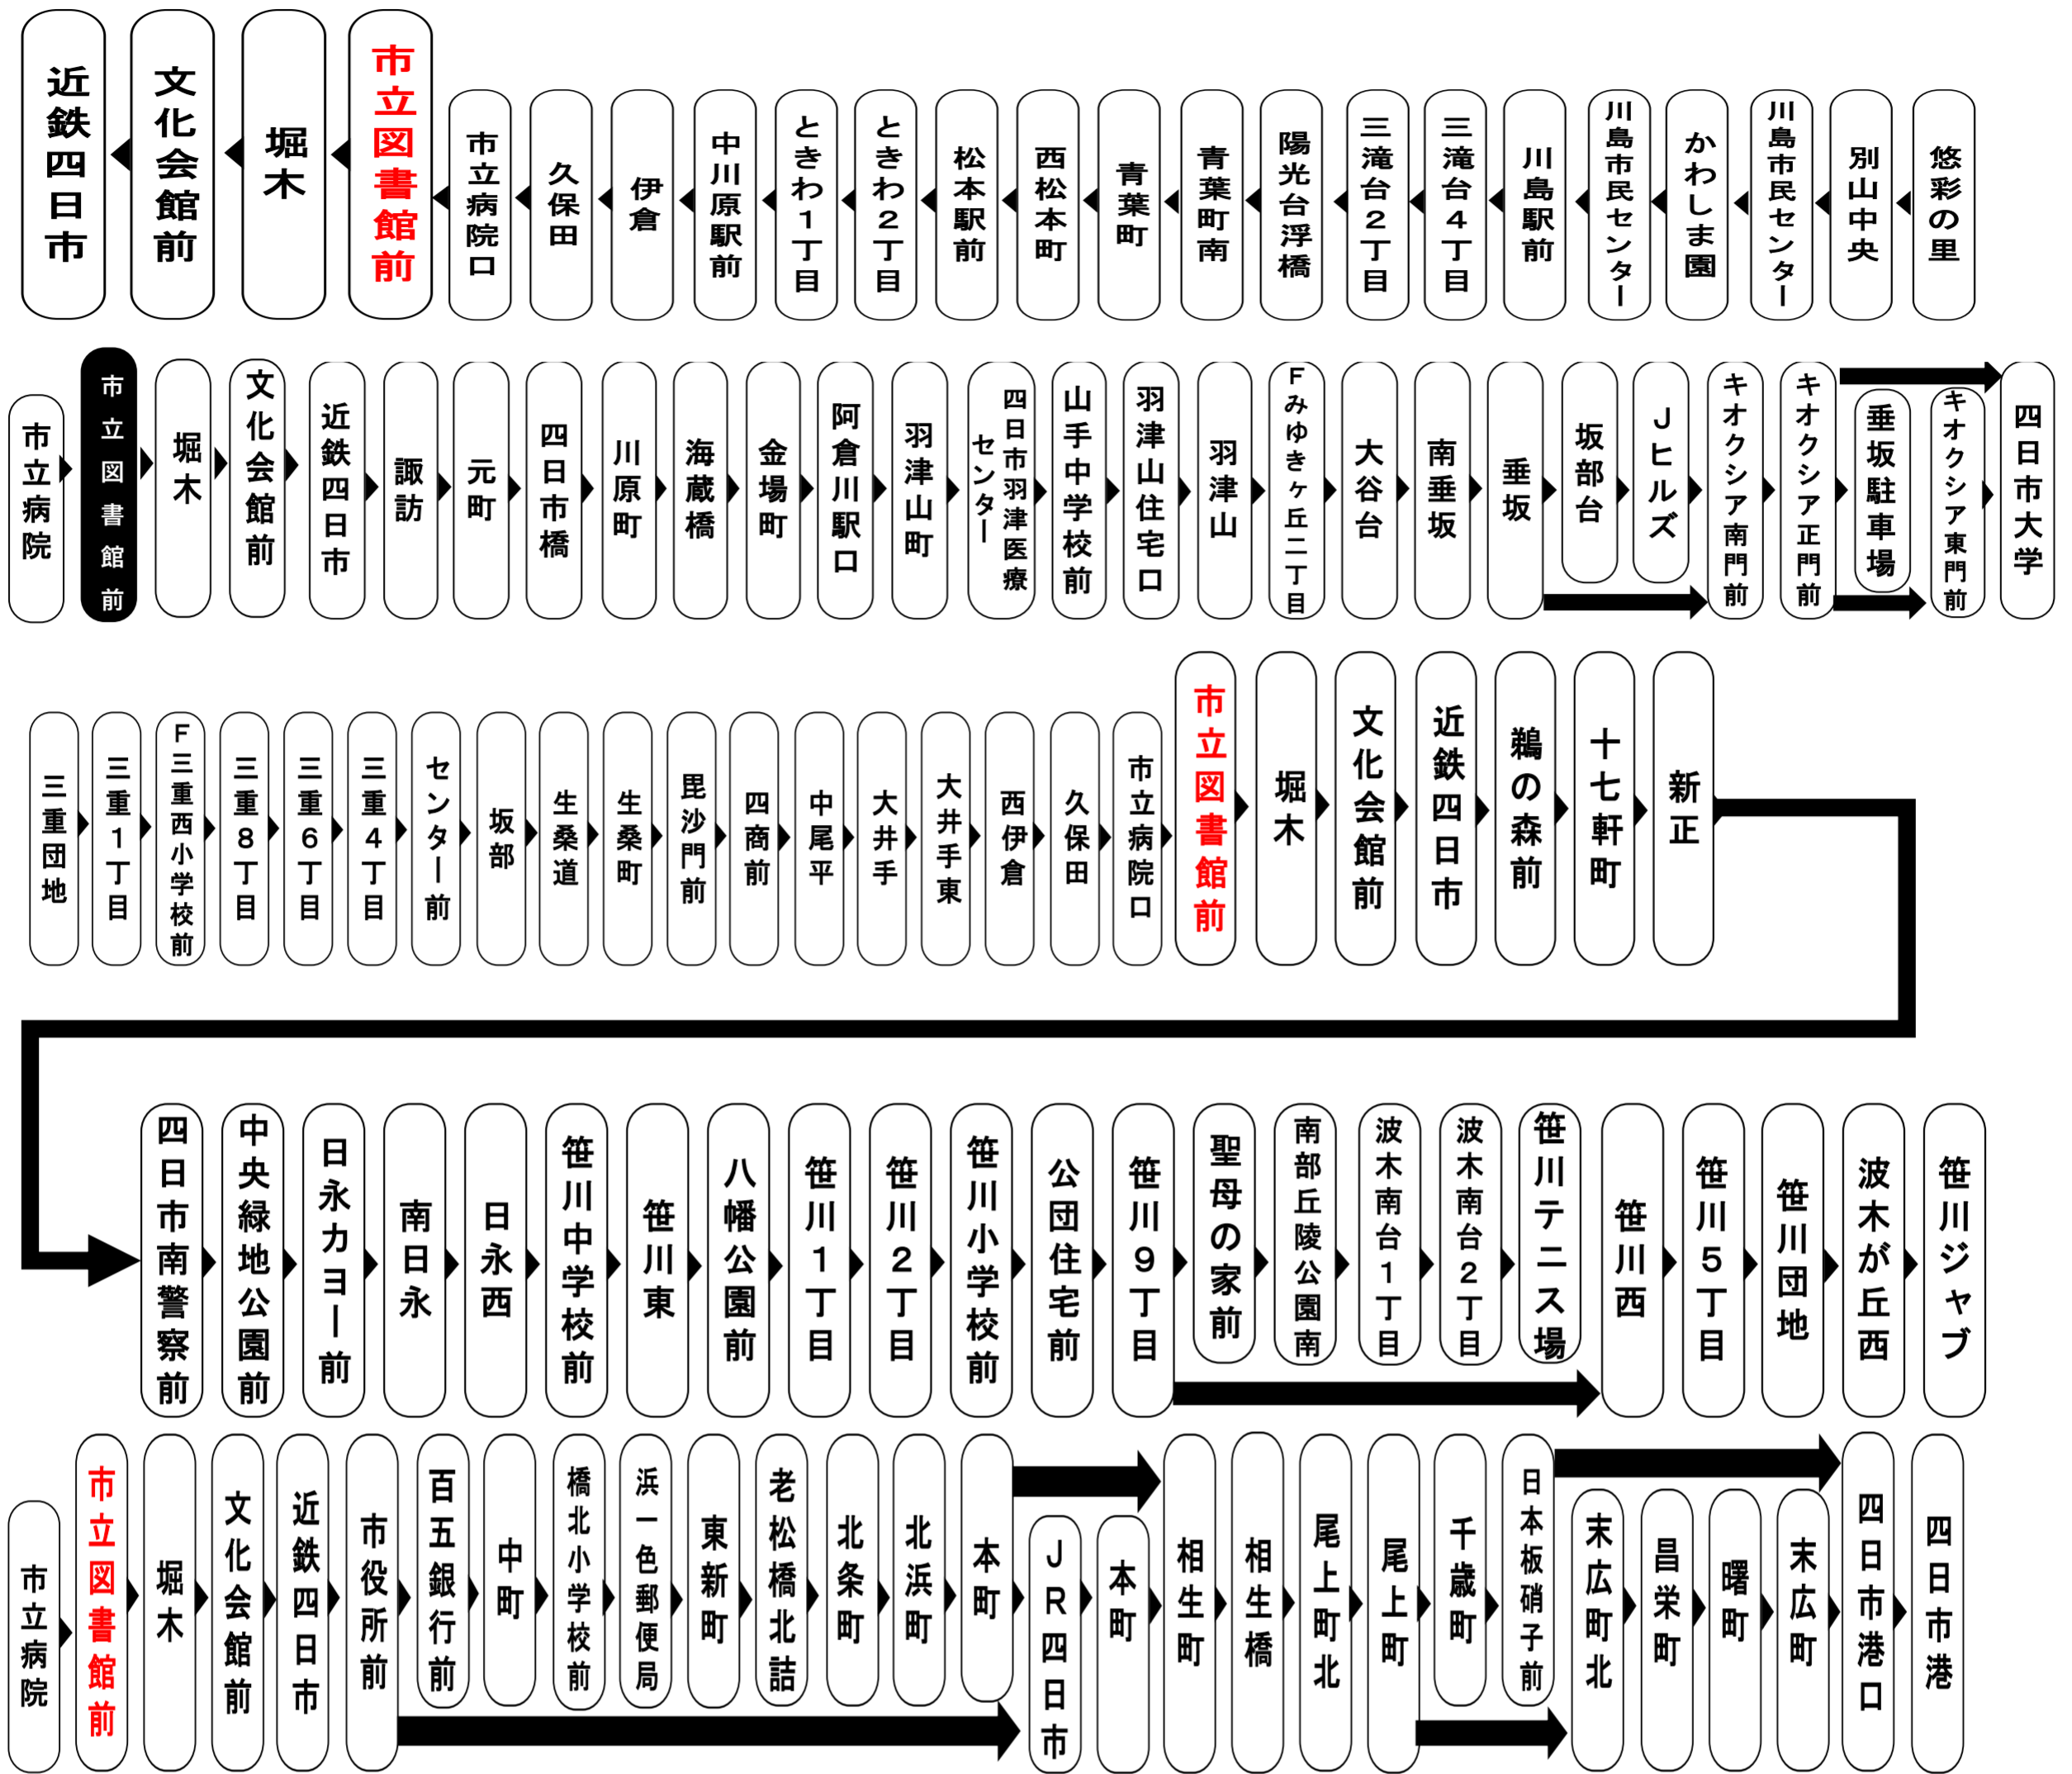 近鉄四日市
文化会館前
堀木
市立図書館前
市立病院口
久保田
伊倉
中川原駅前
ときわ1丁目
ときわ2丁目
松本駅前
西松本町
青葉町
青葉町南
陽光台浮橋
三滝台2丁目
三滝台4丁目
川島駅前
川島市民センター
かわしま園
川島市民センター
別山中央
悠彩の里
市立病院
市立図書館前
堀木
文化会館前
近鉄四日市
諏訪
元町
四日市橋
川原町
海蔵橋
金場町
阿倉川駅口
羽津山町
四日市羽津医療
センター
山手中学校前
羽津山住宅口
羽津山
Fみゆきヶ丘二丁目
大谷台
南垂坂
垂坂
坂部台
Jヒルズ
キオクシア南門前
キオクシア正門前
垂坂駐車場
キオクシア東門前
四日市大学
三重団地
三重1丁目
F三重西小学校前
三重8丁目
三重6丁目
三重4丁目
センター前
坂部
生桑道
生桑町
毘沙門前
四商前
中尾平
大井手
大井手東
西伊倉
久保田
市立病院口
市立図書館前
堀木
文化会館前
近鉄四日市
鵜の森前
十七軒町
新正
四日市南警察前
中央緑地公園前
日永カヨー前
南日永
日永西
笹川中学校前
笹川東
八幡公園前
笹川1丁目
笹川2丁目
笹川小学校前
公団住宅前
笹川9丁目
聖母の家前
南部丘陵公園南
波木南台1丁目
波木南台2丁目
笹川テニス場
笹川西
笹川5丁目
笹川団地
波木が丘西
笹川ジャブ
市立病院
市立図書館前
堀木
文化会館前
近鉄四日市
市役所前
百五銀行前
中町
橋北小学校前
浜一色郵便局
東新町
老松橋北詰
北条町
北浜町
本町
JR四日市
本町
相生町
相生橋
尾上町北
尾上町
千歳町
日本板硝子前
末広町北
昌栄町
曙町
末広町
四日市港口
四日市港